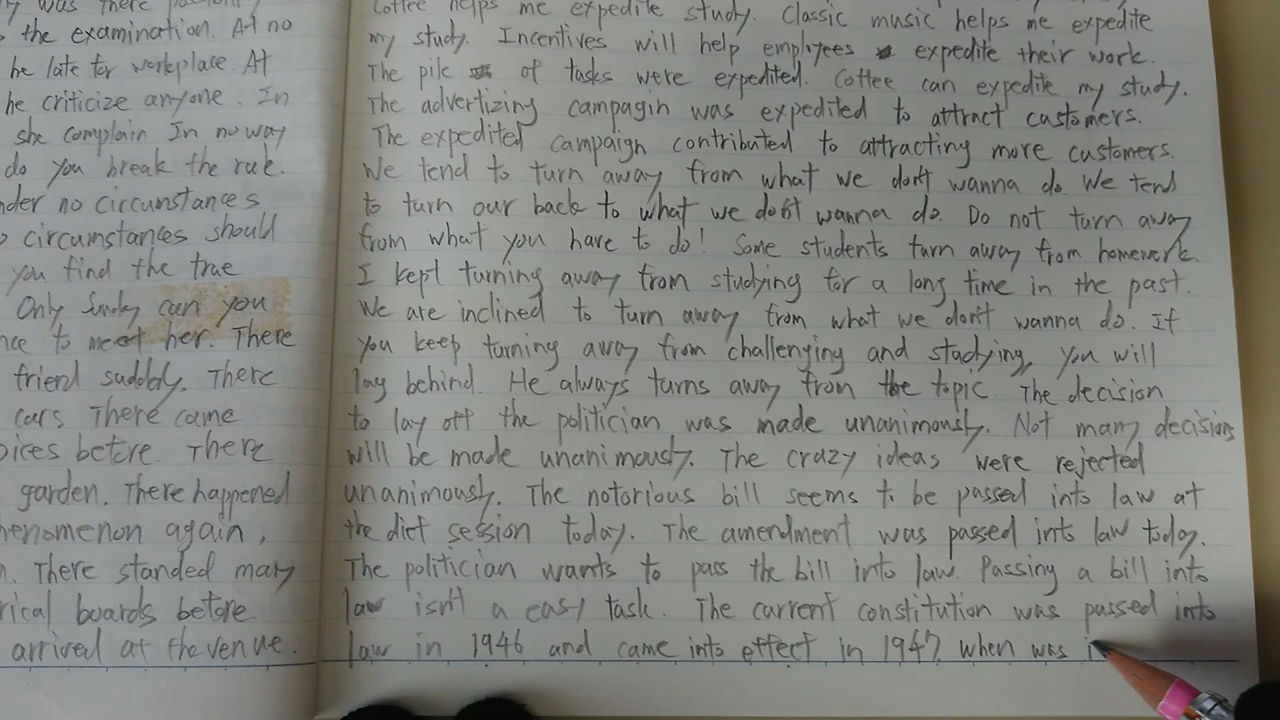 the examination. At no
be late for workplace. At
he criticize anyone. In
she complain In no way
do you break the rule.
nder no circumstances
circumstances should
you find the true
Only Sunday can you
nce to meet her. There
friend suddnly. There
cars There came
oices before. There
garden. There happened
henomenon again,
There standed many
rical boards before
arrived at the venue.
Coffee helps me expedite study. Classic music helps me expedite
my study. Incentives will help employees expedite their work.
The pile of tasks were expedited. Coffee can expedite my study.
The advertizing campagin was expedited to attract customers.
The expedited campaign contributed to attracting more customers.
We tend to turn away from what we don't wanna do. We tend
to turn our back to what we don't wanna do. Do not turn away
from what you have to do! Some students turn away from homework.
I kept turning away from studying for a long time in the past.
We are inclined to turn away from what we don't wanna do. If
you keep turning away from challenging and studying, you will
lag behind. He always turns away from the topic The decision
to lay off the politician was made unanimously. Not many decisions
will be made unanimously. The crazy ideas were rejected
unanimously. The notorious bill seems to be passed into law at
the diet session today. The amendment was passed into law today.
The politician wants to pass the bill into law. Passing a bill into
law isn't a easy task. The current constitution was passed into
law in 1946 and came into effect in 1947. when was i